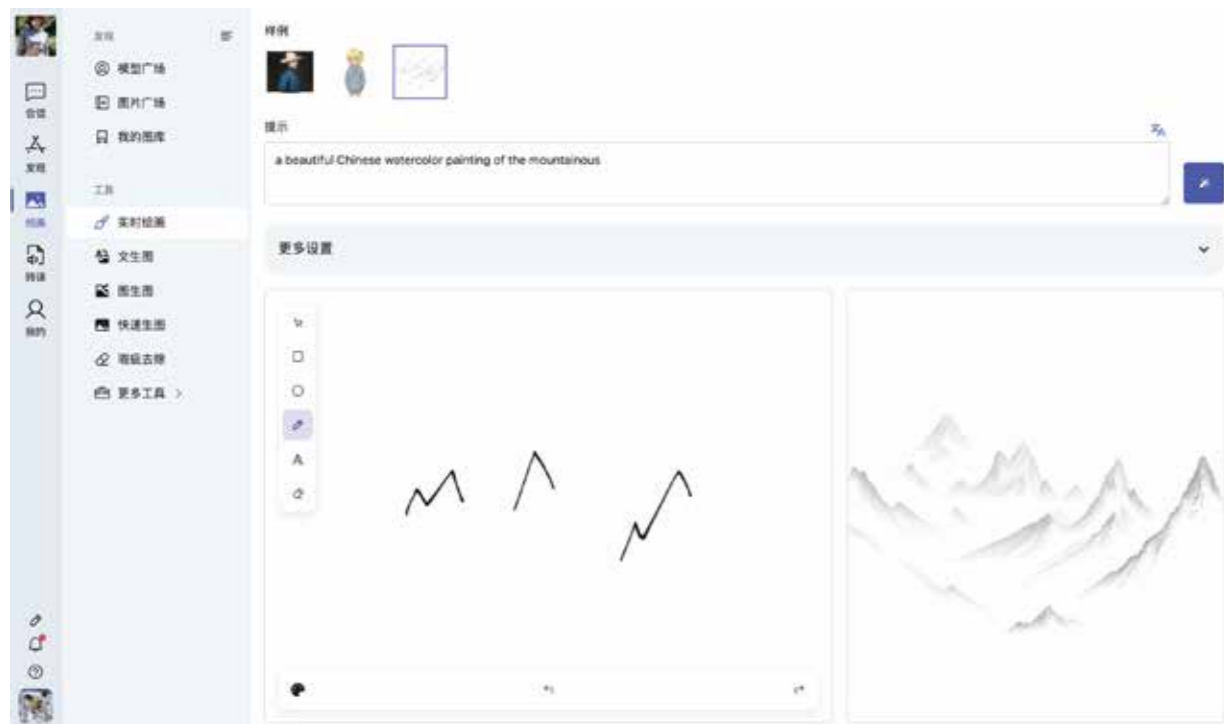 会话
发现
绘画
转译
我的
发现
模型广场
图片广场
我的图库
工具
实时绘画
文生图
图生图
快速生图
瑕疵去除
更多工具
样例
提示
a beautiful Chinese watercolor painting of the mountainous
更多设置
A